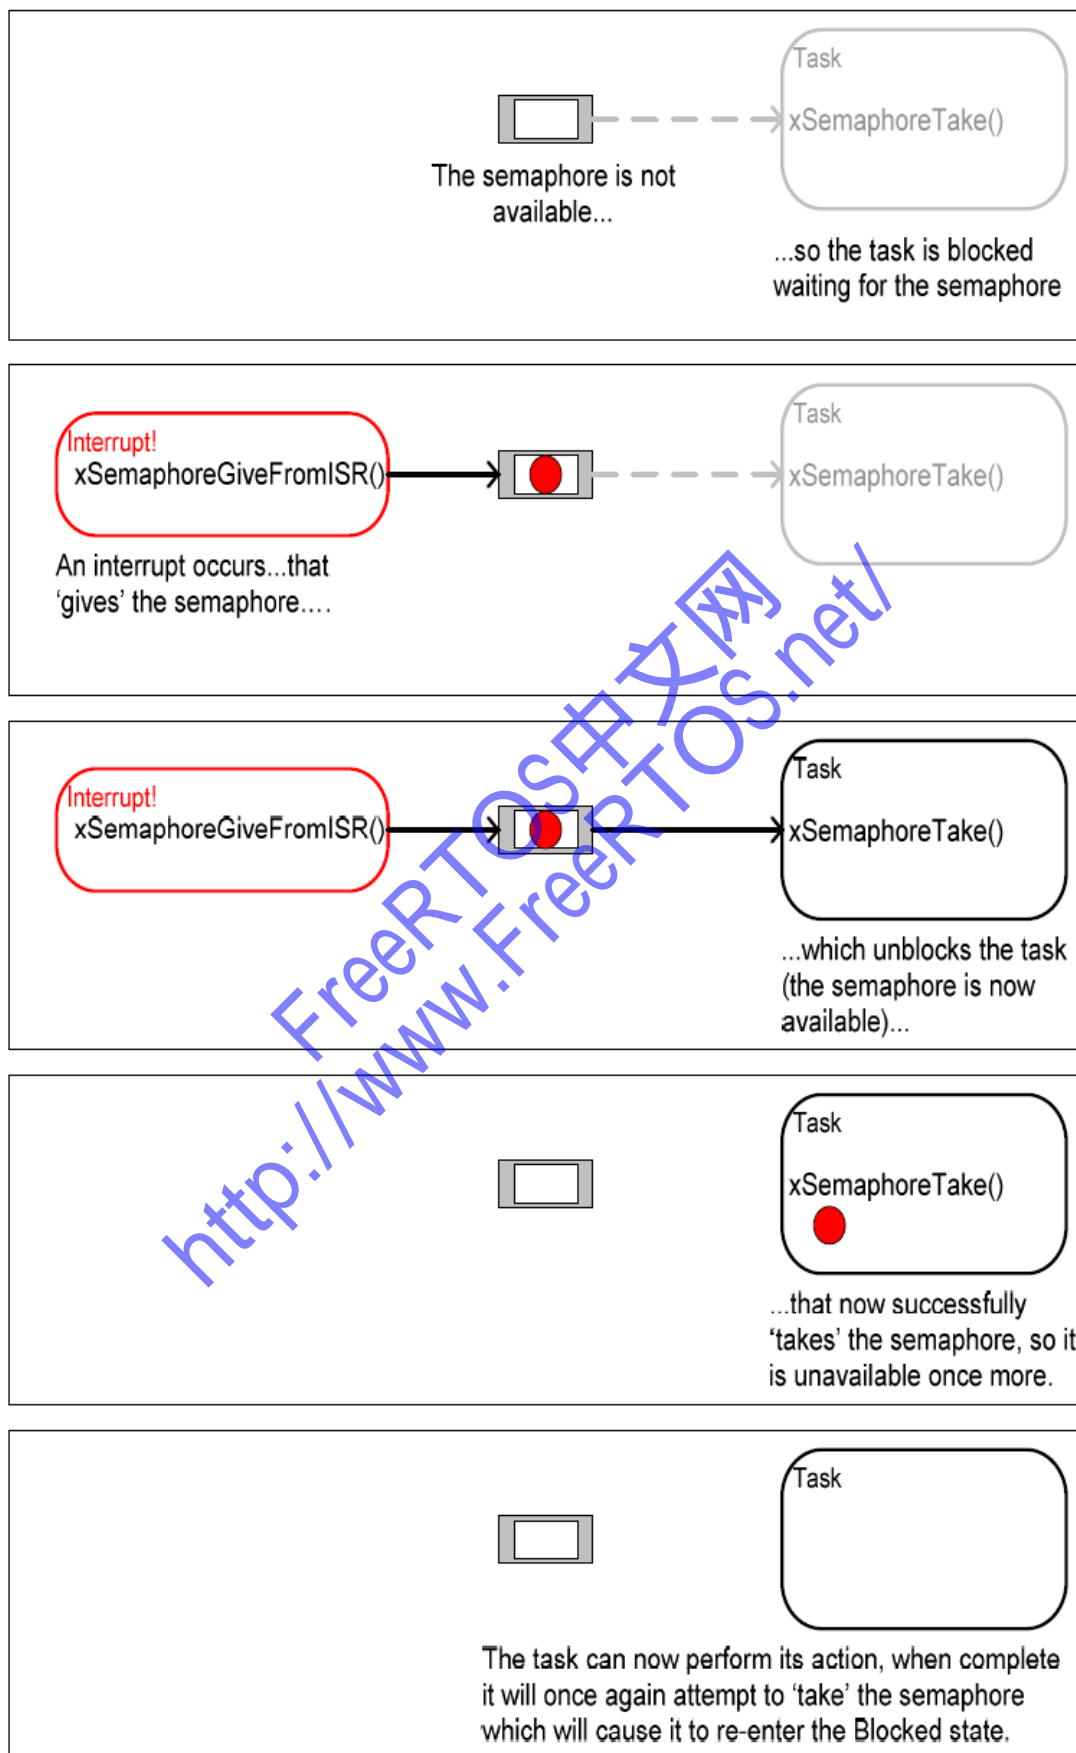 Task
xSemaphoreTake()
The semaphore is not
available...
...so the task is blocked
waiting for the semaphore
Interrupt!
xSemaphoreGiveFromISR()
Task
xSemaphoreTake()
An interrupt occurs...that
‘gives’ the semaphore....
Interrupt!
xSemaphoreGiveFromISR()
Task
xSemaphoreTake()
...which unblocks the task
(the semaphore is now
available)...
FreeRTOS中文网
http://www.FreeRTOS.net/
Task
xSemaphoreTake()
...that now successfully
‘takes’ the semaphore, so it
is unavailable once more.
Task
The task can now perform its action, when complete
it will once again attempt to ‘take’ the semaphore
which will cause it to re-enter the Blocked state.